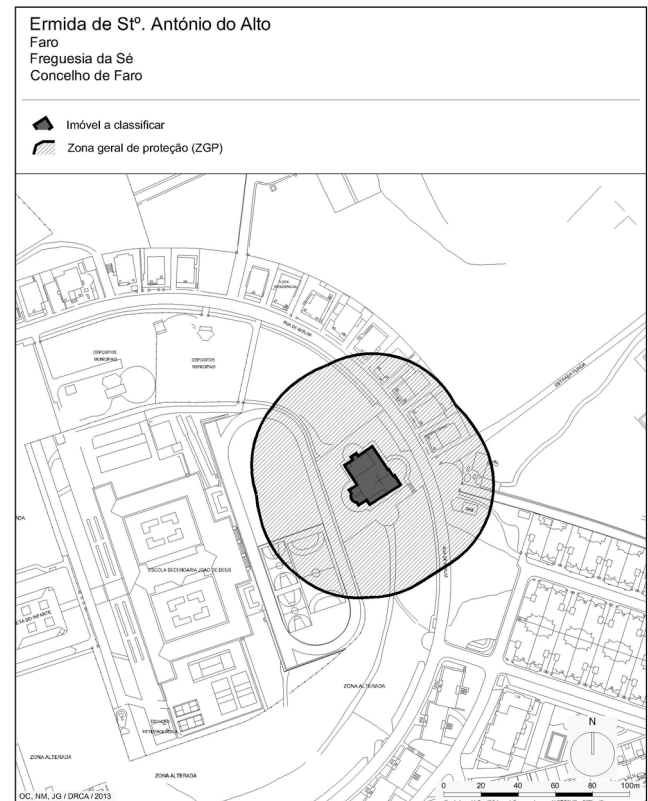 Ermida de Stº. António do Alto
Faro
Freguesia da Sé
Concelho de Faro
Imóvel a classificar
Zona geral de proteção (ZGP)
RUA DE BERLIM
DEPOSITOS
MUNICIPAIS
DEPOSITOS
MUNICIPAIS
ESTRADA
ESCOLA SECUNDARIA JOAO DE DEUS
ZONA ALTERADA
ZONA ALTERADA
ZONA ALTERADA
N
0 20 40 60 80 100m
OC, NM, JG / DRCA / 2013